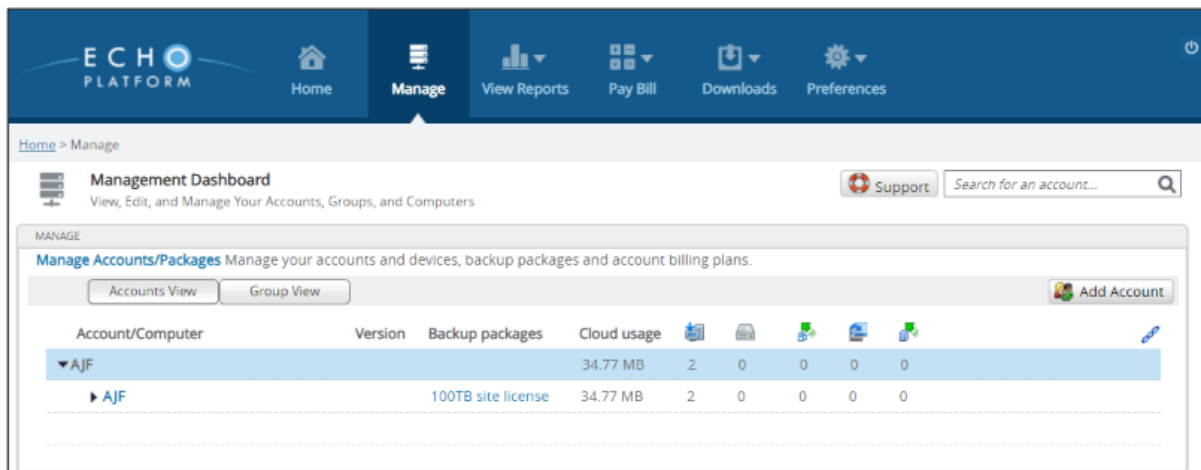 ECHO
PLATFORM
Home
Manage
View Reports
Pay Bill
Downloads
Preferences
Home > Manage
Management Dashboard
View, Edit, and Manage Your Accounts, Groups, and Computers
Support
Search for an account...
MANAGE
Manage Accounts/Packages Manage your accounts and devices, backup packages and account billing plans.
Accounts View
Group View
Add Account
Account/Computer Version Backup packages Cloud usage
AJF 34.77 MB 2 0 0 0 0
AJF 100TB site license 34.77 MB 2 0 0 0 0